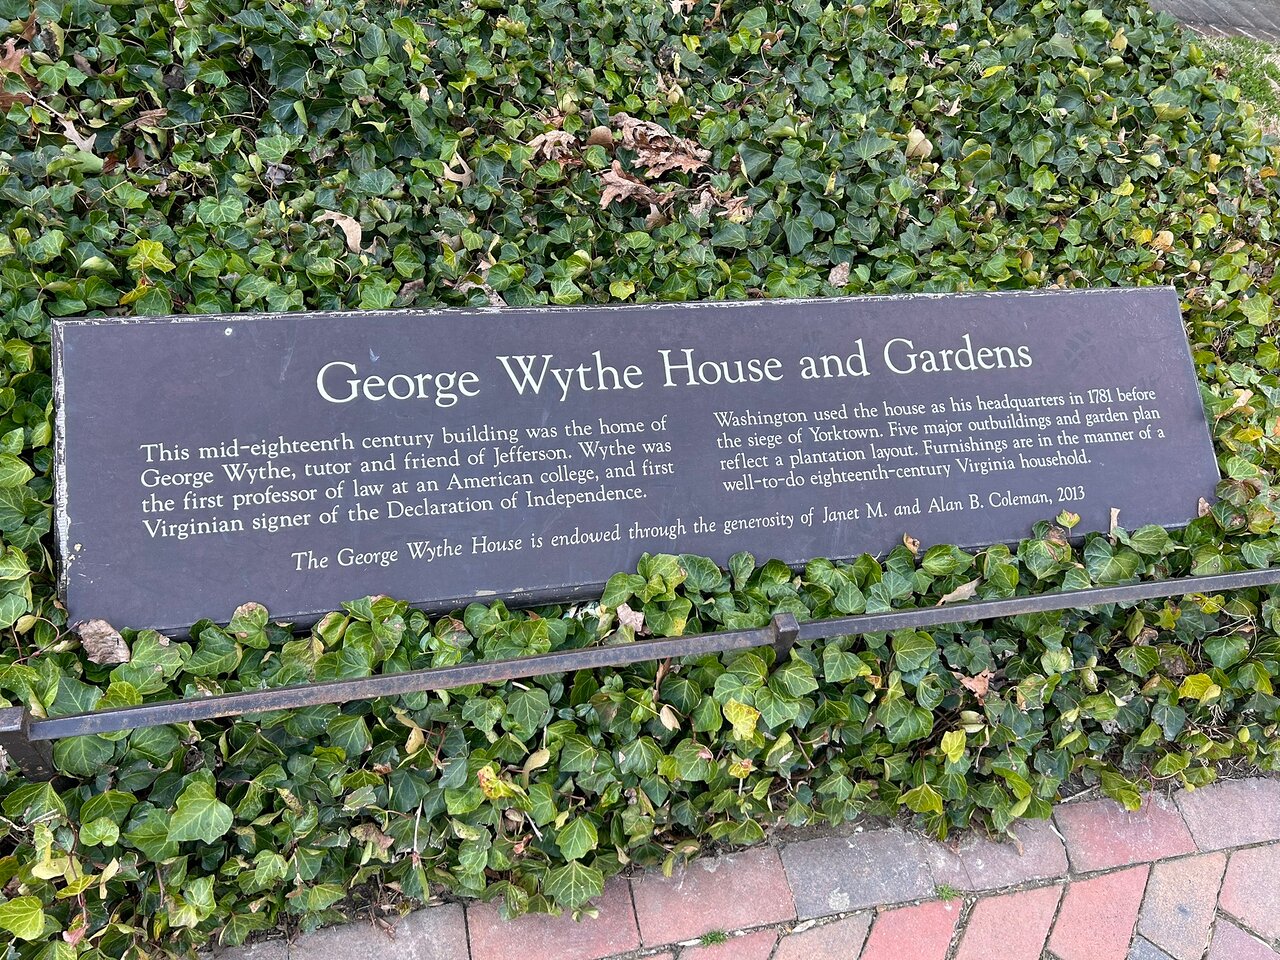 George Wythe House and Gardens
This mid-eighteenth century building was the home of
George Wythe, tutor and friend of Jefferson. Wythe was
the first professor of law at an American college, and first
Virginian signer of the Declaration of Independence.
Washington used the house as his headquarters in 1781 before
the siege of Yorktown. Five major outbuildings and garden plan
reflect a plantation layout. Furnishings are in the manner of a
well-to-do eighteenth-century Virginia household.
The George Wythe House is endowed through the generosity of Janet M. and Alan B. Coleman, 2013